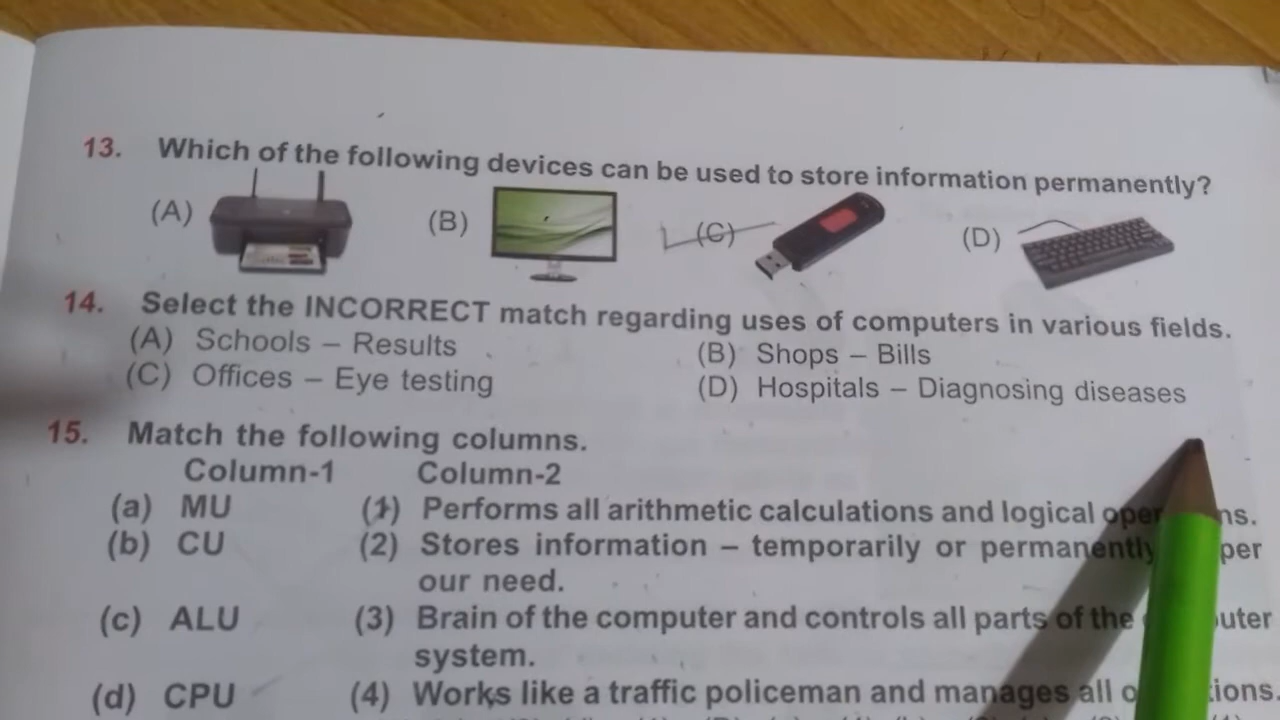 13. Which of the following devices can be used to store information permanently?
(A) (B) (C) (D)
14. Select the INCORRECT match regarding uses of computers in various fields.
(A) Schools – Results (B) Shops – Bills
(C) Offices – Eye testing (D) Hospitals – Diagnosing diseases
15. Match the following columns.
Column-1 Column-2
(a) MU (1) Performs all arithmetic calculations and logical
(b) CU (2) Stores information – temporarily or permanently per
our need.
(c) ALU (3) Brain of the computer and controls all parts of the
system.
(d) CPU (4) Works like a traffic policeman and manages all